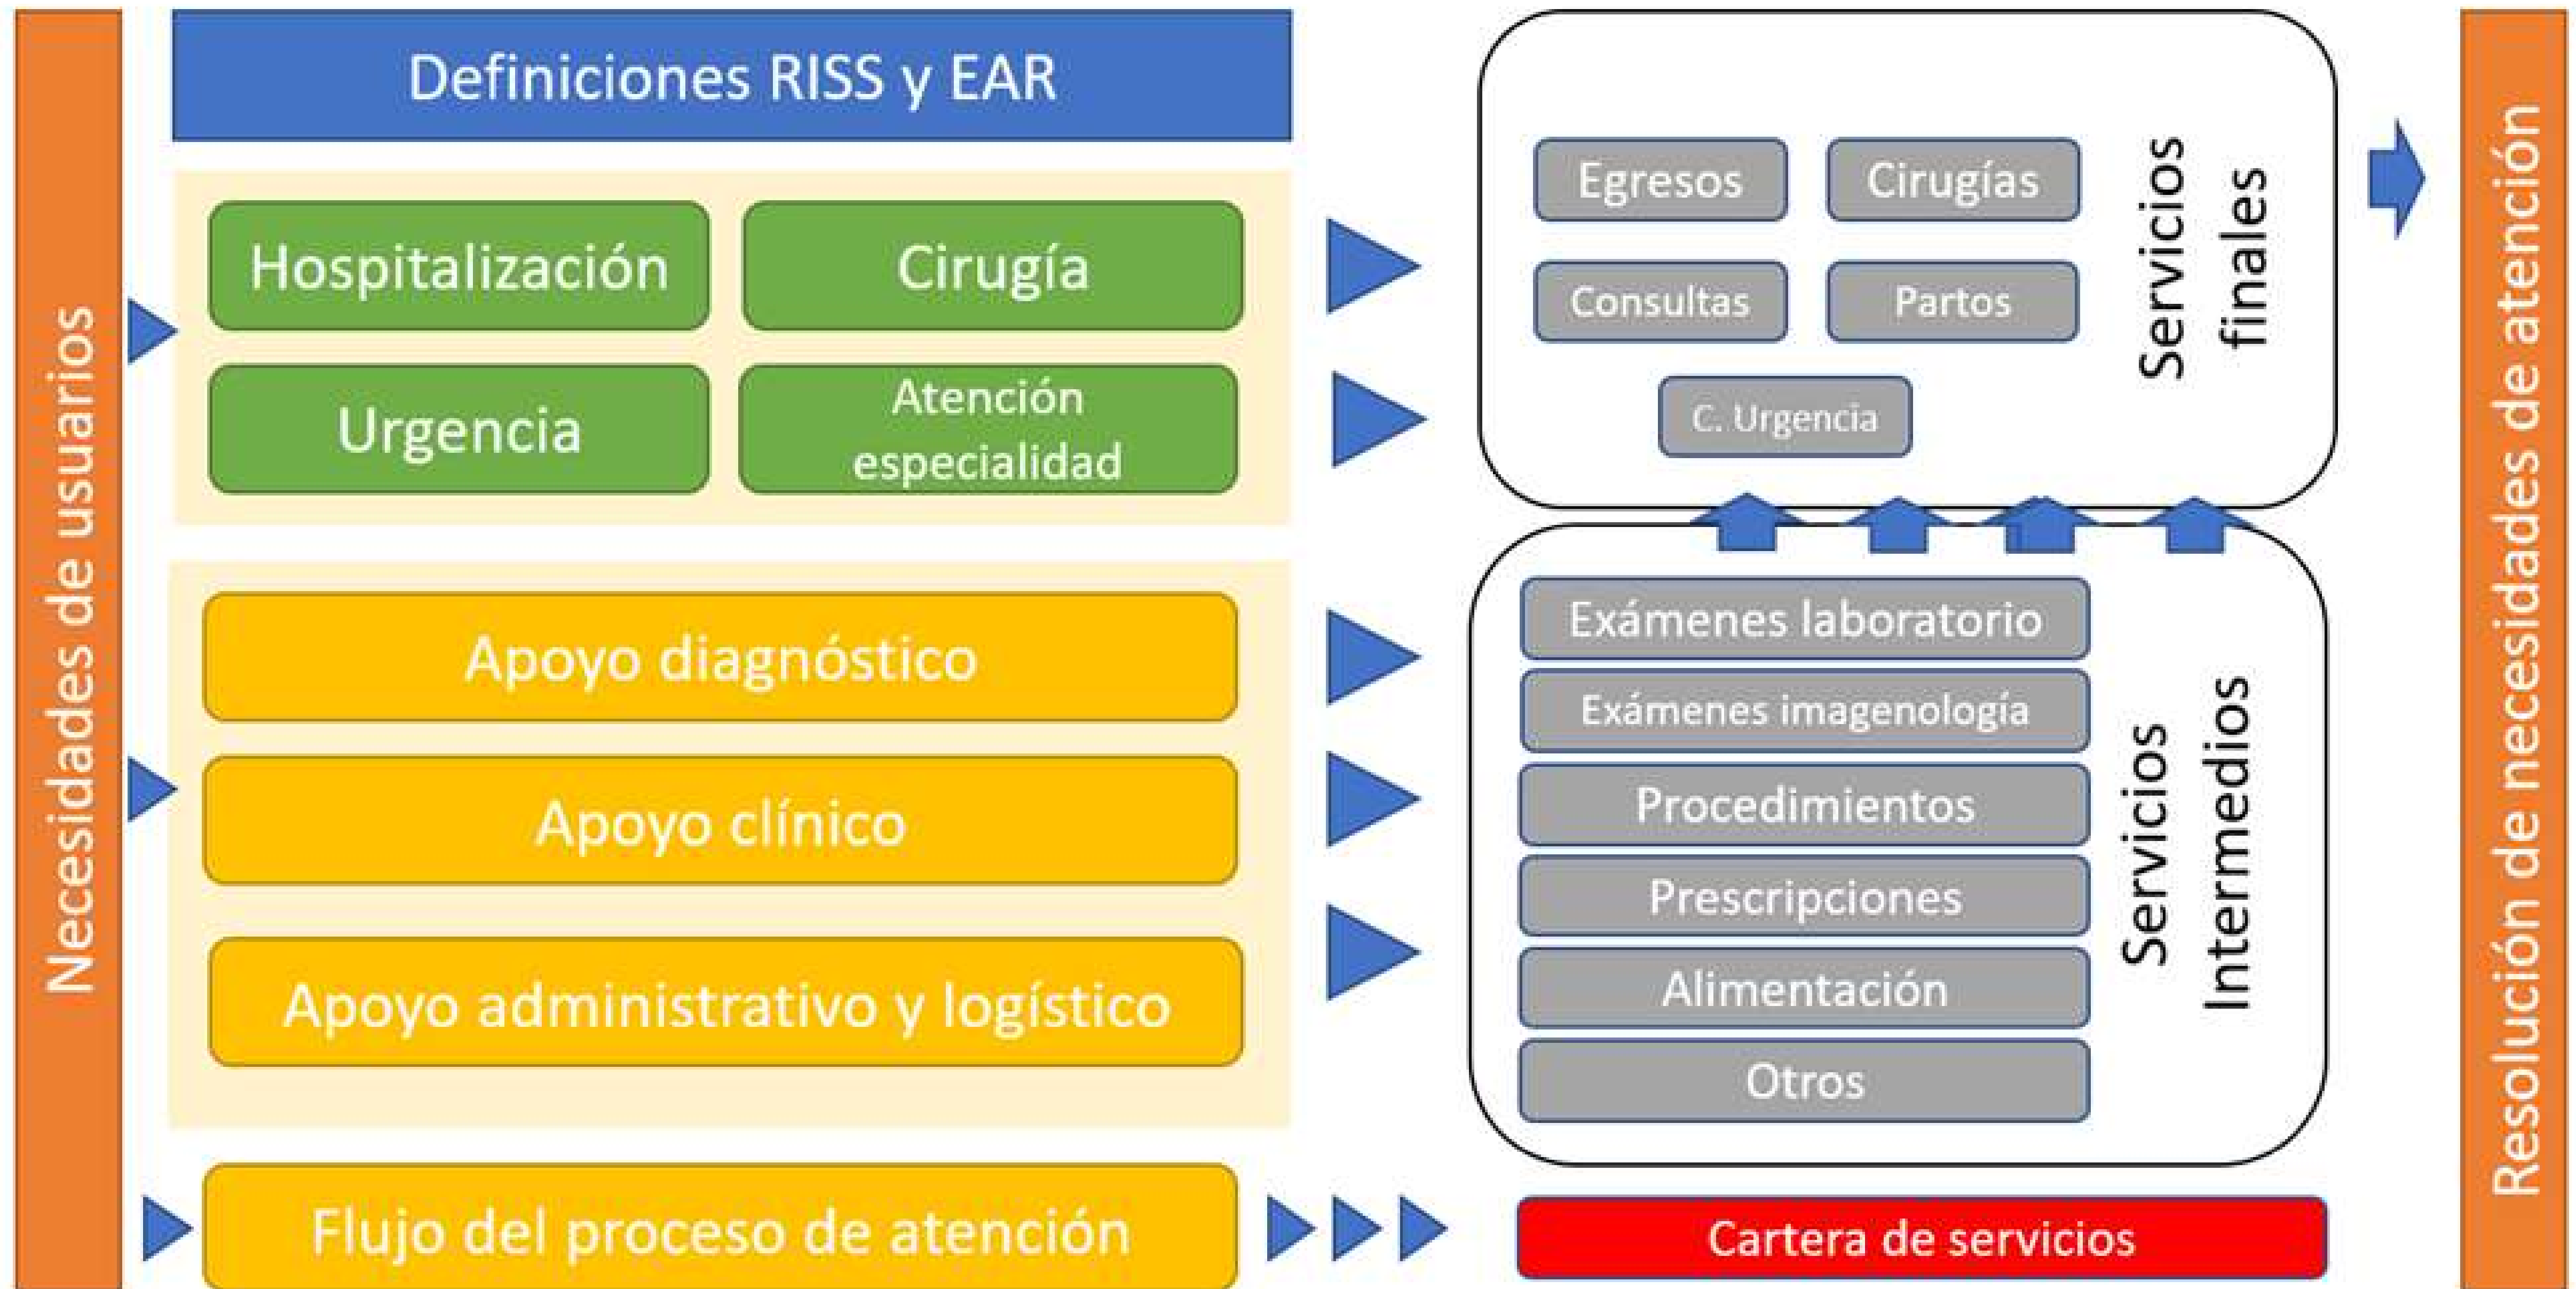 Necesidades de usuarios
Definiciones RISS y EAR
Hospitalización
Cirugía
Urgencia
Atención
especialidad
Apoyo diagnóstico
Apoyo clínico
Apoyo administrativo y logístico
Flujo del proceso de atención
Egresos
Cirugías
Consultas
Partos
C. Urgencia
Servicios
finales
Exámenes laboratorio
Exámenes imagenología
Procedimientos
Prescripciones
Alimentación
Otros
Servicios
Intermedios
Cartera de servicios
Resolución de necesidades de atención